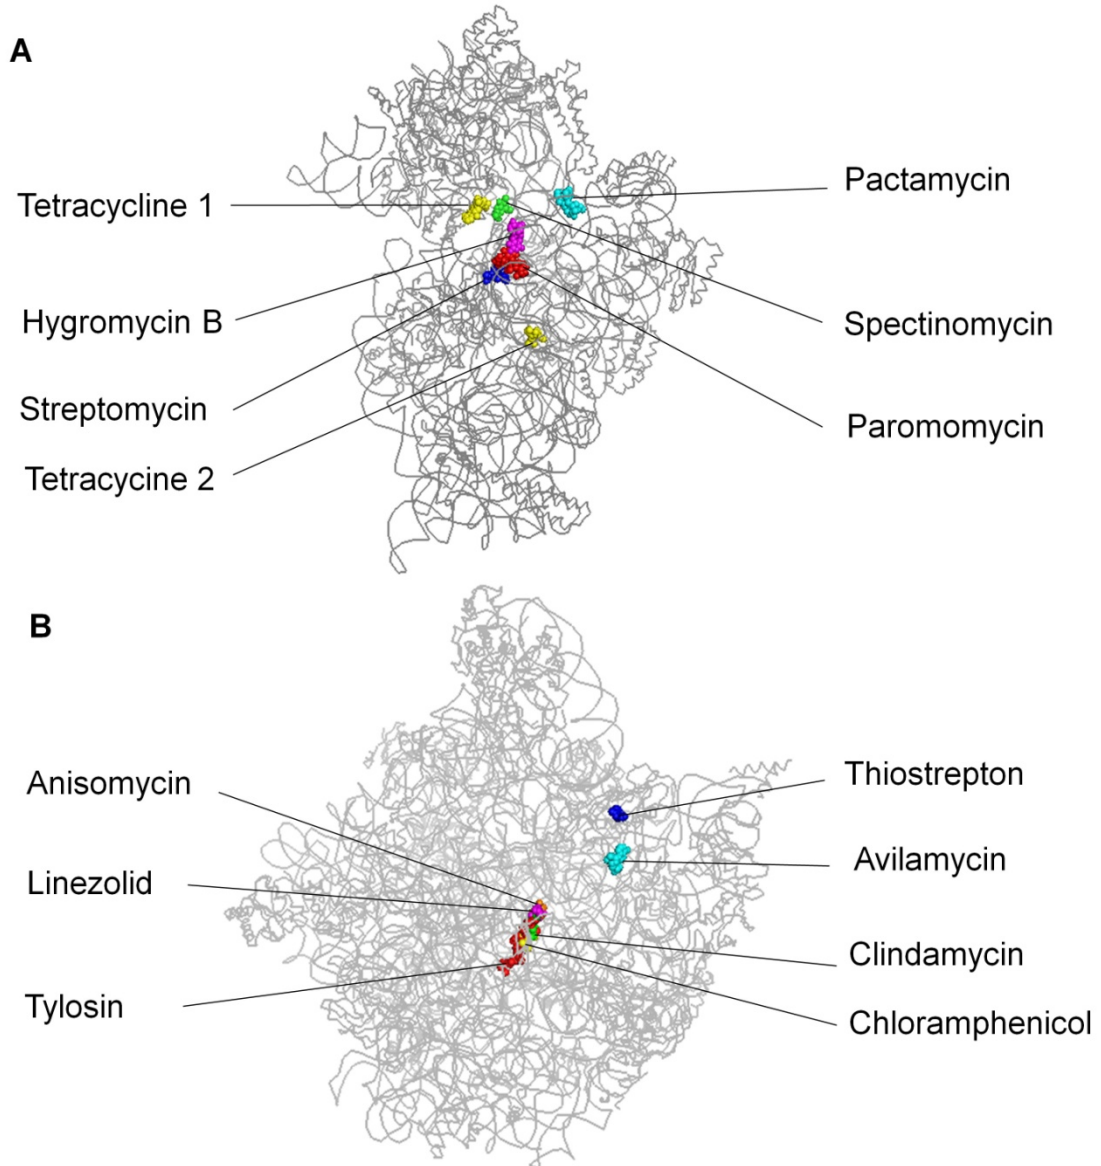 A
Tetracycline 1
Pactamycin
Hygromycin B
Spectinomycin
Streptomycin
Paromomycin
Tetracycine 2
B
Anisomycin
Thiostrepton
Linezolid
Avilamycin
Clindamycin
Tylosin
Chloramphenicol